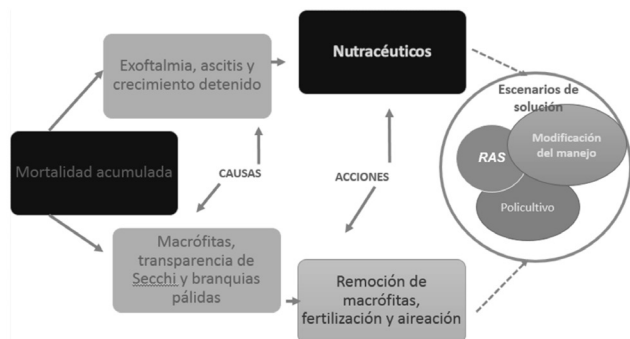 Exoftalmia, ascitis y
crecimiento detenido
Nutracéuticos
Mortalidad acumulada
CAUSAS
ACCIONES
Macrófitas,
transparencia de
Secchi y branquias
pálidas
Remoción de
macrófitas,
fertilización y aireación
Escenarios de
solución
Modificación
del manejo
RAS
Policultivo